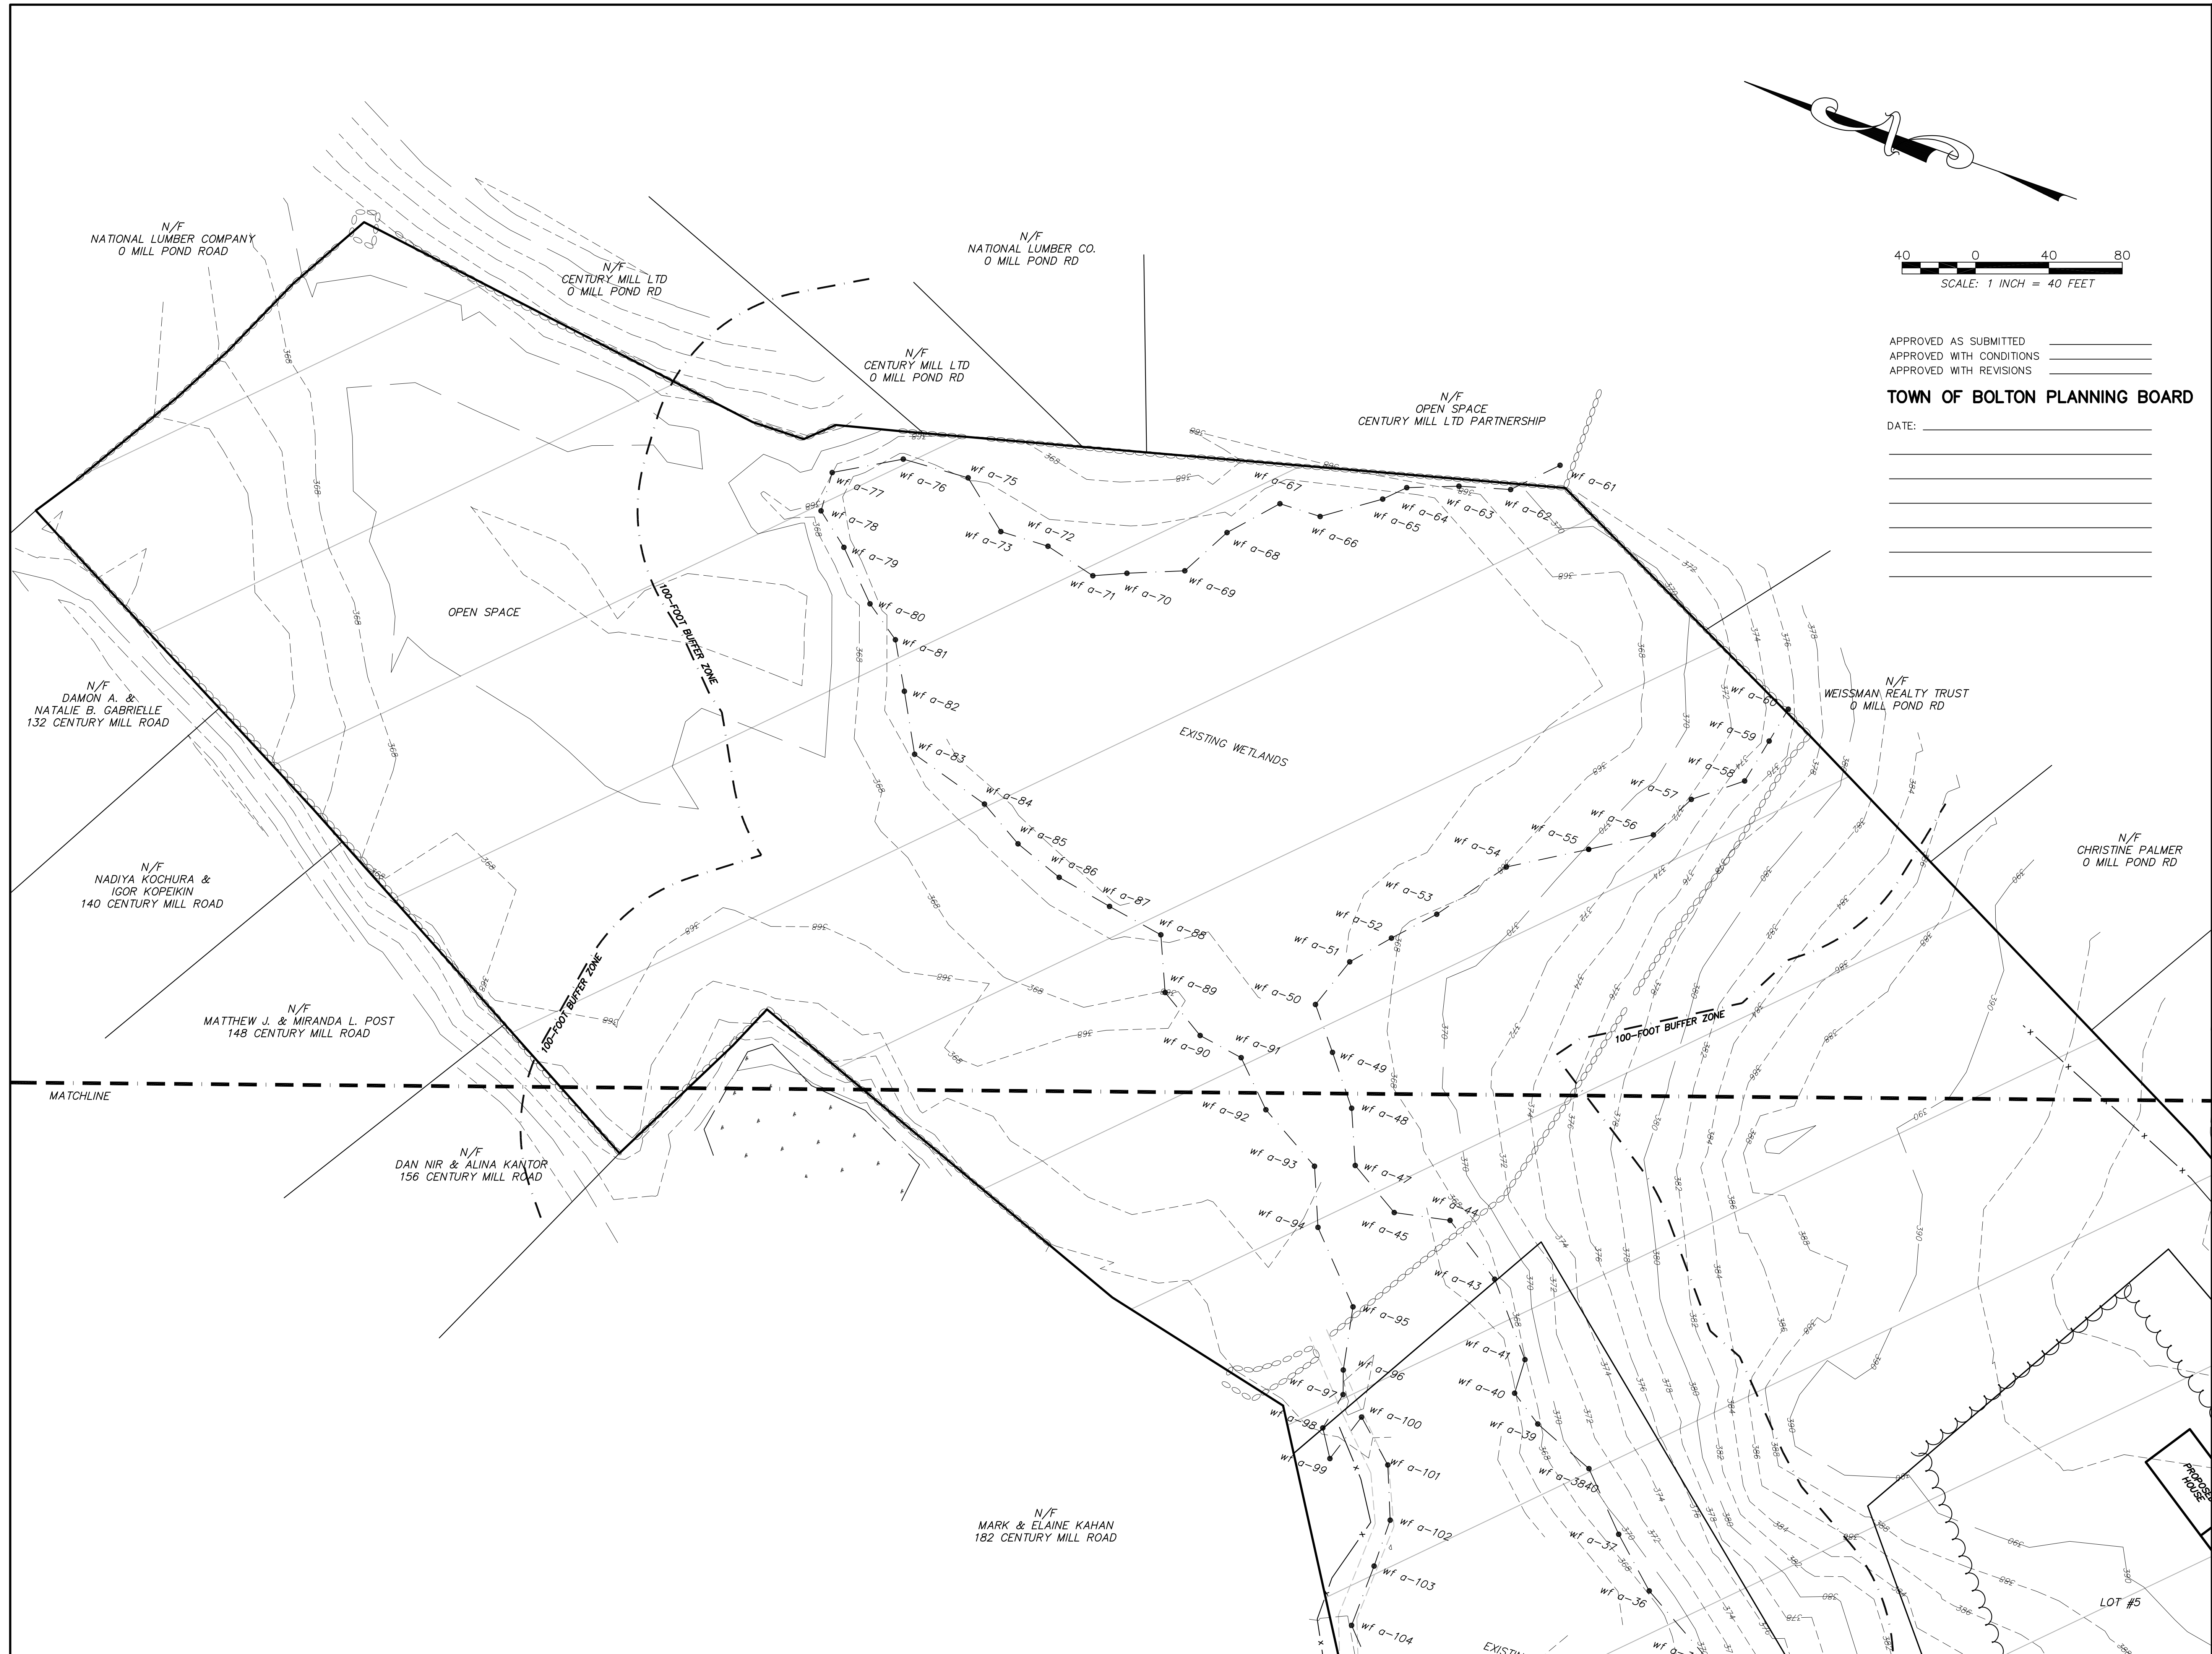 N/F
NATIONAL LUMBER COMPANY
0 MILL POND ROAD
N/F
CENTURY MILL LTD
0 MILL POND RD
N/F
NATIONAL LUMBER CO.
0 MILL POND RD
N/F
CENTURY MILL LTD
0 MILL POND RD
N/F
OPEN SPACE
CENTURY MILL LTD PARTNERSHIP
N
40 0 40 80
SCALE: 1 INCH = 40 FEET
APPROVED AS SUBMITTED
APPROVED WITH CONDITIONS
APPROVED WITH REVISIONS
TOWN OF BOLTON PLANNING BOARD
DATE:
wf a-61
wf a-62
wf a-63
wf a-64
wf a-65
wf a-66
wf a-67
wf a-68
wf a-69
wf a-70
wf a-71
wf a-72
wf a-73
wf a-75
wf a-76
wf a-77
wf a-78
wf a-79
wf a-80
wf a-81
wf a-82
wf a-83
wf a-84
wf a-85
wf a-86
wf a-87
wf a-88
wf a-89
wf a-90
wf a-91
wf a-92
wf a-93
wf a-94
wf a-95
wf a-96
wf a-97
wf a-98
wf a-99
wf a-100
wf a-101
wf a-102
wf a-103
wf a-104
OPEN SPACE
100-FOOT BUFFER ZONE
EXISTING WETLANDS
N/F
DAMON A. &
NATALIE B. GABRIELLE
132 CENTURY MILL ROAD
N/F
WEISSMAN REALTY TRUST
0 MILL POND RD
N/F
CHRISTINE PALMER
0 MILL POND RD
wf a-60
wf a-59
wf a-58
wf a-57
wf a-56
wf a-55
wf a-54
wf a-53
wf a-52
wf a-51
wf a-50
wf a-49
wf a-48
wf a-47
wf a-45
wf a-44
wf a-43
wf a-41
wf a-40
wf a-39
wf a-3840
wf a-37
wf a-36
N/F
NADIYA KOCHURA &
IGOR KOPEIKIN
140 CENTURY MILL ROAD
N/F
MATTHEW J. & MIRANDA L. POST
148 CENTURY MILL ROAD
100-FOOT BUFFER ZONE
100-FOOT BUFFER ZONE
MATCHLINE
N/F
DAN NIR & ALINA KANTOR
156 CENTURY MILL ROAD
N/F
MARK & ELAINE KAHAN
182 CENTURY MILL ROAD
HOUSE
LOT #5
368
370
372
374
376
378
380
382
384
386
388
390